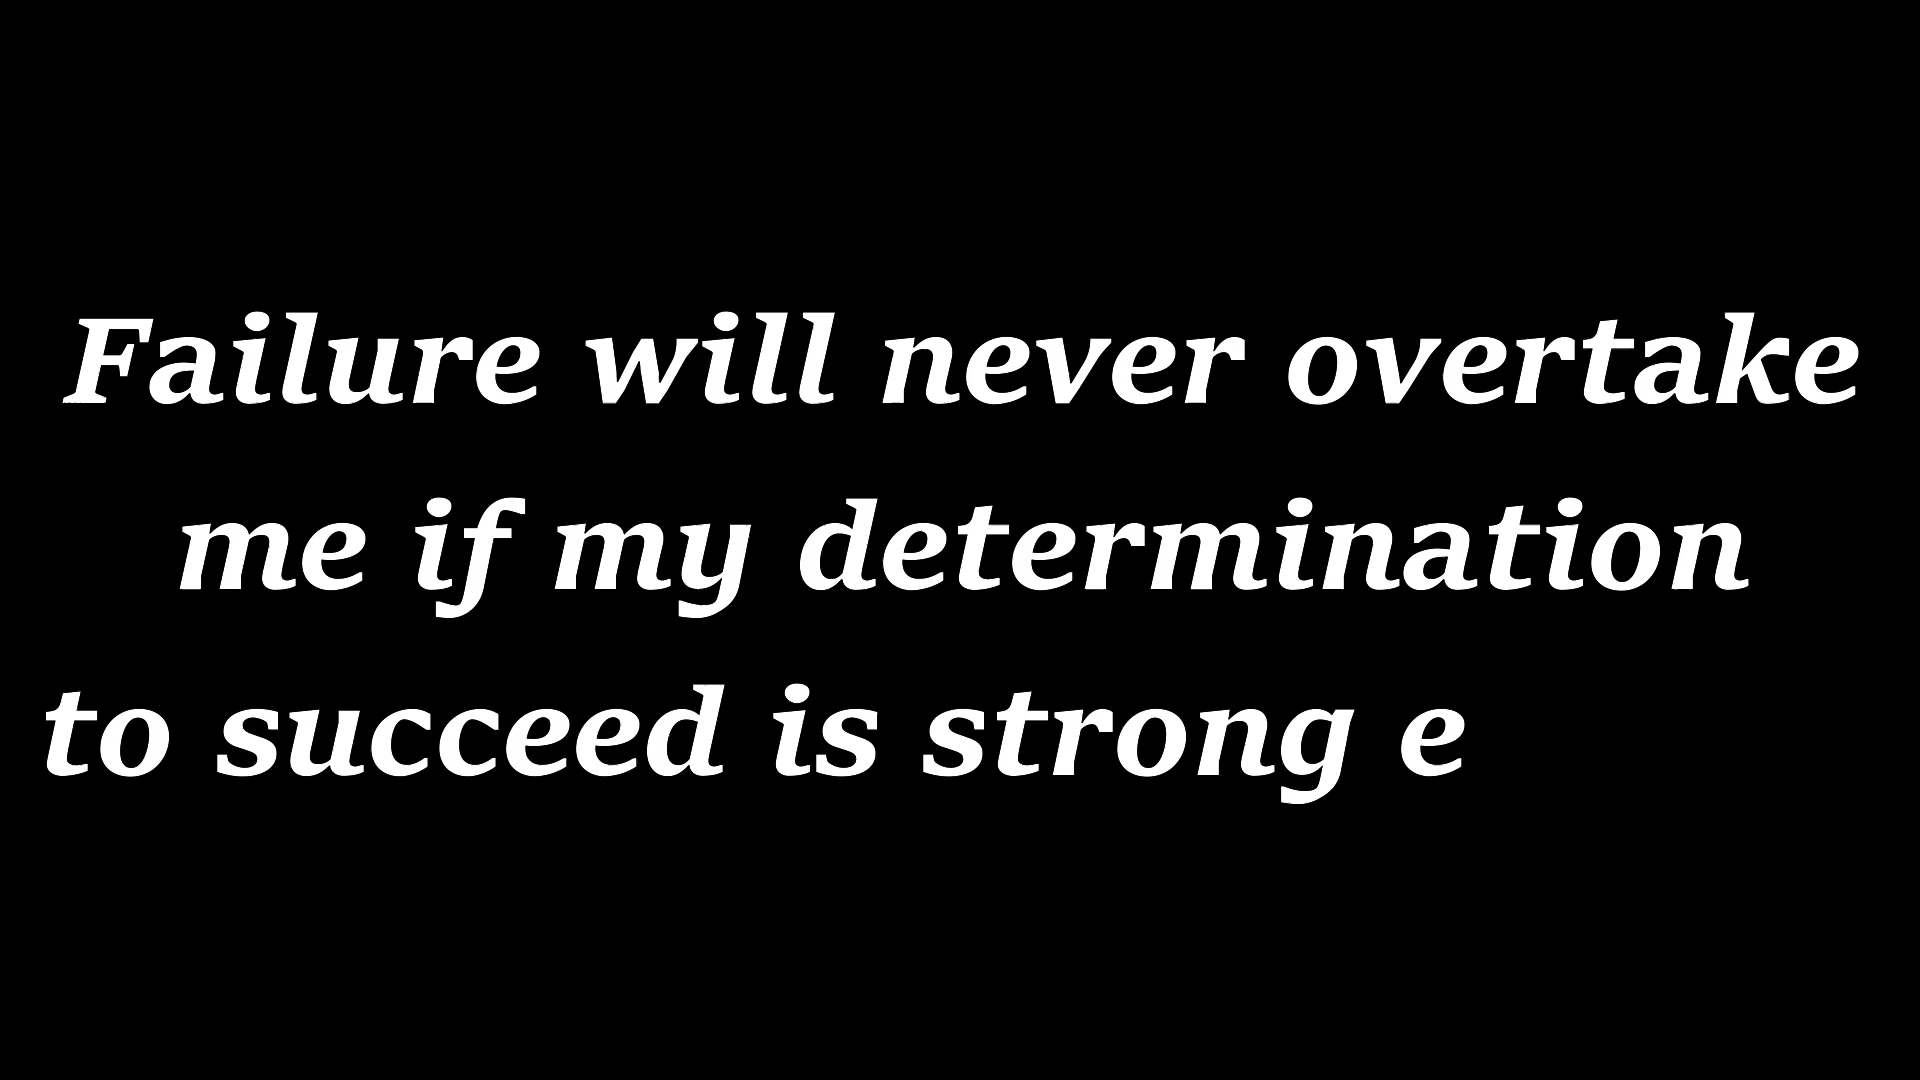 Failure will never overtake
me if my determination
to succeed is strong e